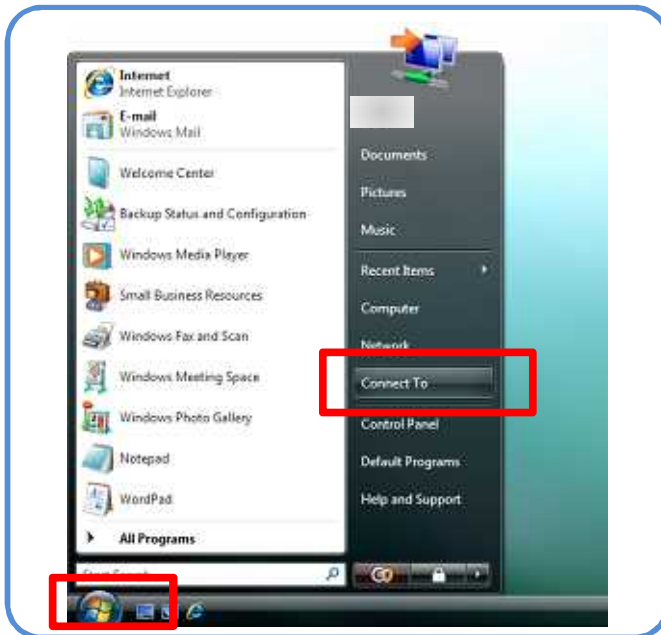 Internet
Internet Explorer
E-mail
Windows Mail
Welcome Center
Backup Status and Configuration
Windows Media Player
Small Business Resources
Windows Fax and Scan
Windows Meeting Space
Windows Photo Gallery
Notepad
WordPad
All Programs
Start Search
Documents
Pictures
Music
Recent Items
Computer
Network
Connect To
Control Panel
Default Programs
Help and Support